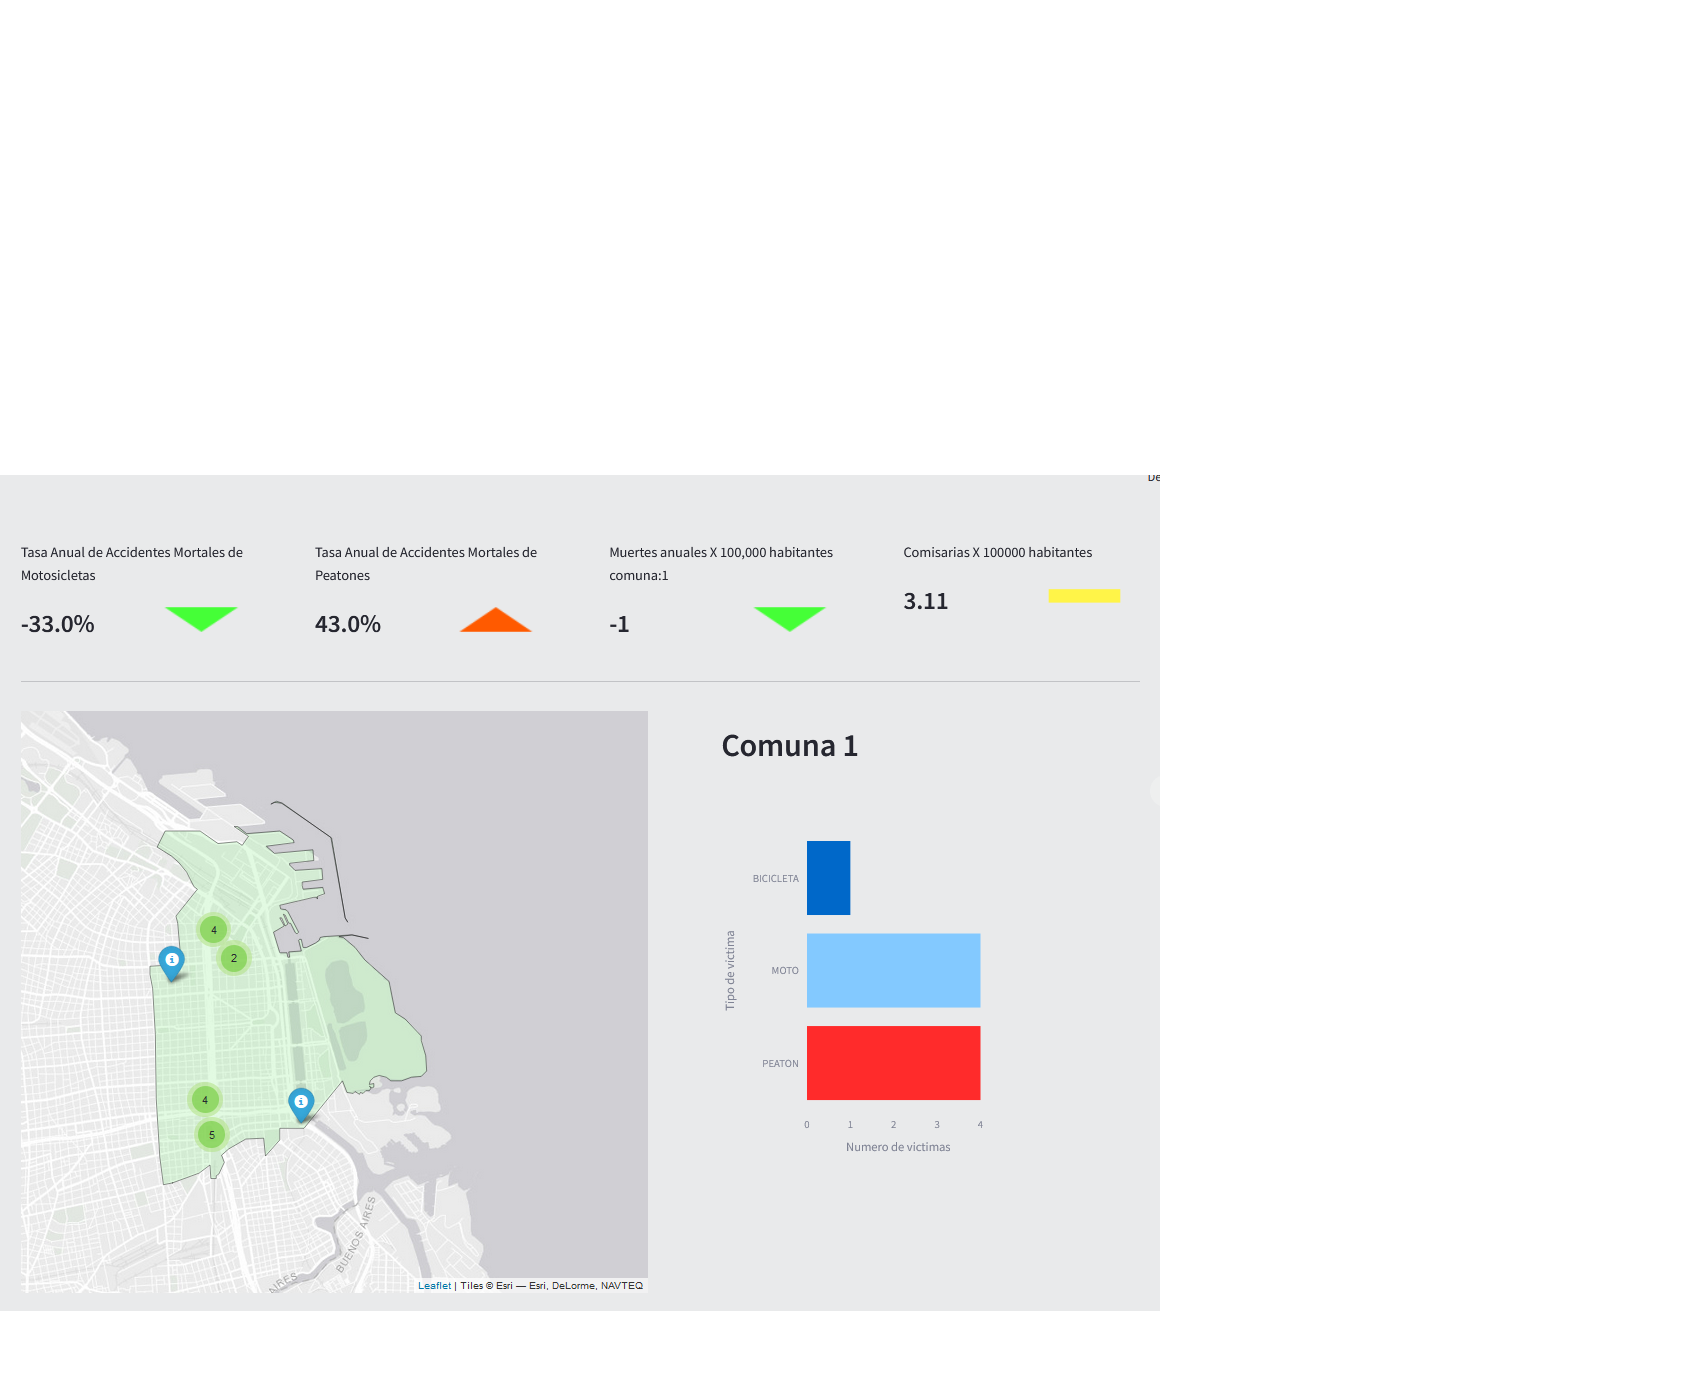 Tasa Anual de Accidentes Mortales de
Motosicletas
-33.0%
Tasa Anual de Accidentes Mortales de
Peatones
43.0%
Muertes anuales X 100,000 habitantes
comuna:1
-1
Comisarias X 100000 habitantes
3.11
4
2
4
5
BUENOS AIRES
Leaflet | Tiles © Esri — Esri, DeLorme, NAVTEQ
Comuna 1
Tipo de victima
BICICLETA
MOTO
PEATON
0 1 2 3 4
Numero de victimas